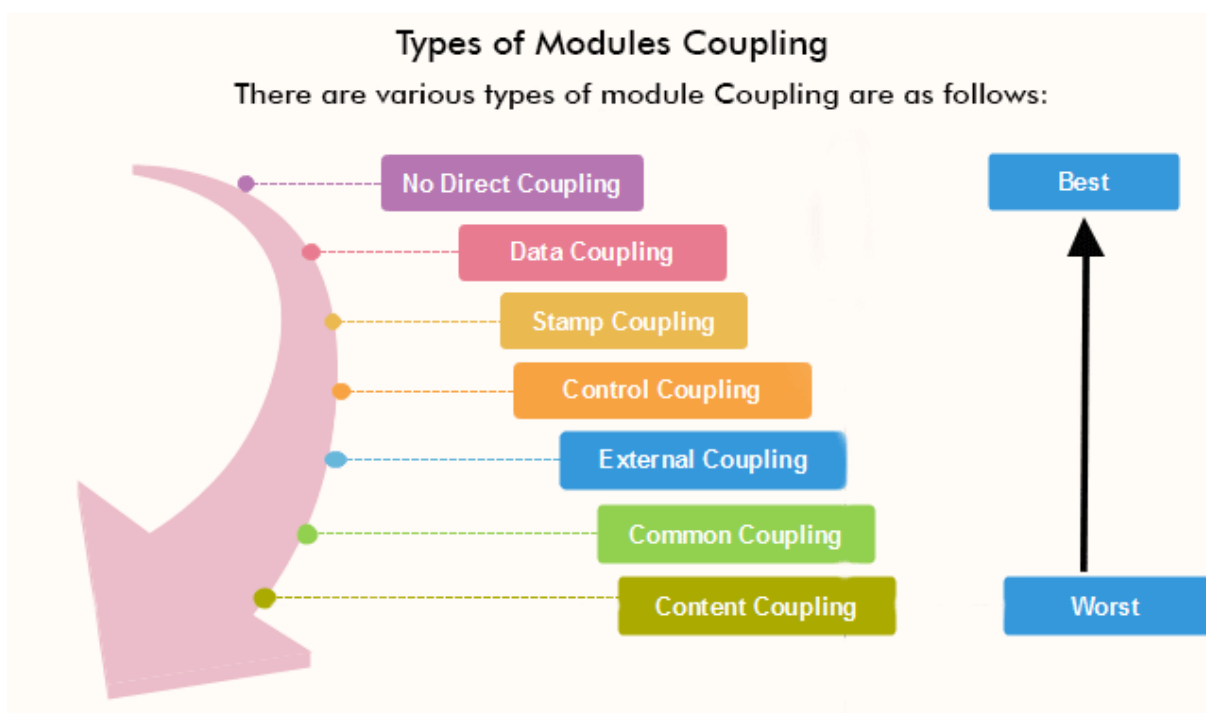 Types of Modules Coupling
There are various types of module Coupling are as follows:
No Direct Coupling
Best
Data Coupling
Stamp Coupling
Control Coupling
External Coupling
Common Coupling
Content Coupling
Worst